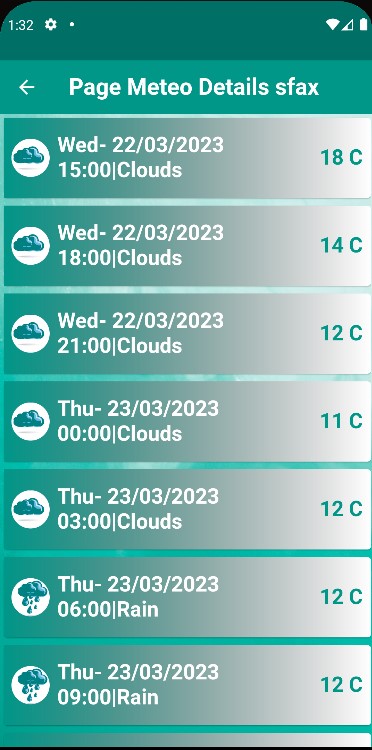 1:32
Page Meteo Details sfax
Wed- 22/03/2023
15:00|Clouds
18 C
Wed- 22/03/2023
18:00|Clouds
14 C
Wed- 22/03/2023
21:00|Clouds
12 C
Thu- 23/03/2023
00:00|Clouds
11 C
Thu- 23/03/2023
03:00|Clouds
12 C
Thu- 23/03/2023
06:00|Rain
12 C
Thu- 23/03/2023
09:00|Rain
12 C